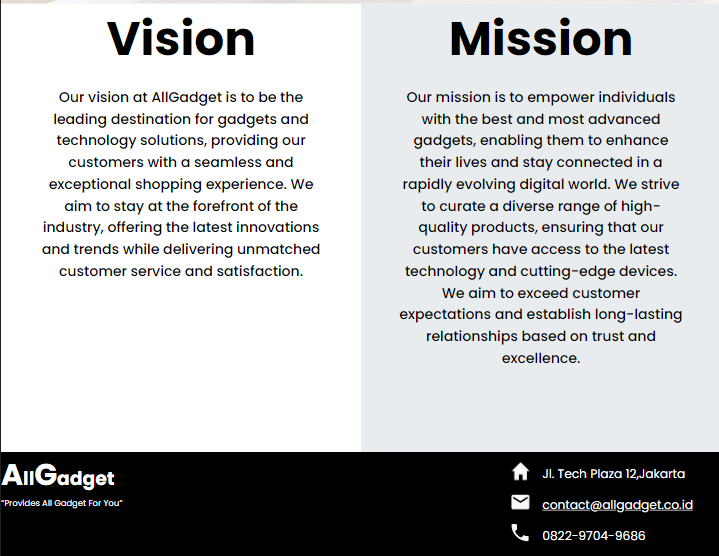 Vision
Our vision at AllGadget is to be the
leading destination for gadgets and
technology solutions, providing our
customers with a seamless and
exceptional shopping experience. We
aim to stay at the forefront of the
industry, offering the latest innovations
and trends while delivering unmatched
customer service and satisfaction.
Mission
Our mission is to empower individuals
with the best and most advanced
gadgets, enabling them to enhance
their lives and stay connected in a
rapidly evolving digital world. We strive
to curate a diverse range of high-
quality products, ensuring that our
customers have access to the latest
technology and cutting-edge devices.
We aim to exceed customer
expectations and establish long-lasting
relationships based on trust and
excellence.
AllGadget
"Provides All Gadget For You"
Jl. Tech Plaza 12,Jakarta
contact@allgadget.co.id
0822-9704-9686